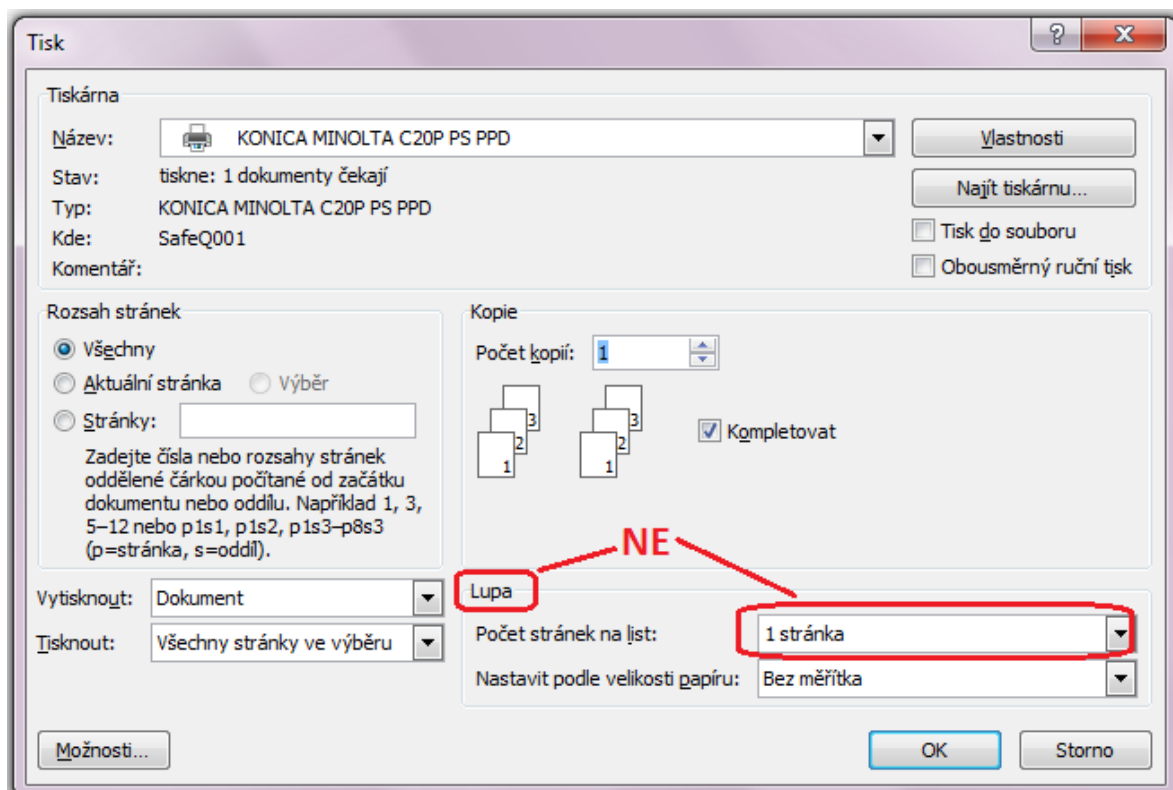 Tisk
Tiskárna
Název: KONICA MINOLTA C20P PS PPD
Vlastnosti
Stav: tiskne: 1 dokumenty čekají
Najít tiskárnu...
Typ: KONICA MINOLTA C20P PS PPD
Kde: SafeQ001
Tisk do souboru
Komentář:
Obousměrný ruční tisk
Rozsah stránek
Všechny
Aktuální stránka Výběr
Stránky:
Zadejte čísla nebo rozsahy stránek
oddělené čárkou počítané od začátku
dokumentu nebo oddílu. Například 1, 3,
5–12 nebo p1s1, p1s2, p1s3–p8s3
(p=stránka, s=oddíl).
Kopie
Počet kopií: 1
3 3
2 2
1 1
Kompletovat
NE
Vytisknout: Dokument
Tisknout: Všechny stránky ve výběru
Lupa
Počet stránek na list: 1 stránka
Nastavit podle velikosti papíru: Bez měřítka
Možnosti...
OK
Storno